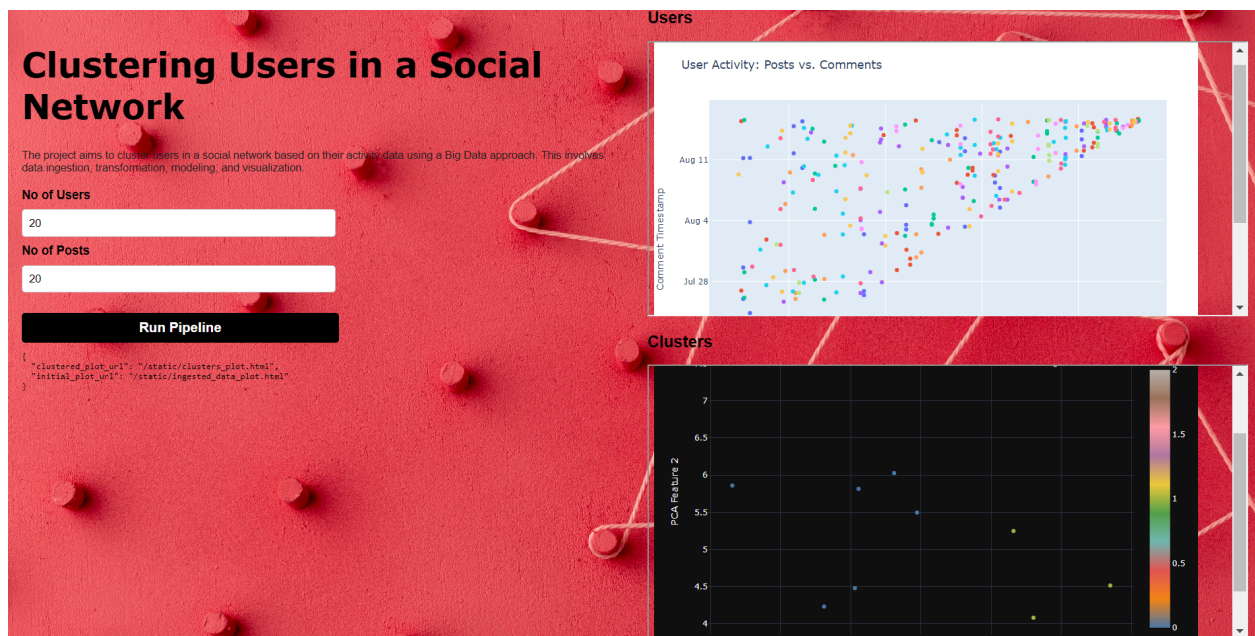 Clustering Users in a Social
Network
The project aims to cluster users in a social network based on their activity data using a Big Data approach. This involves
data ingestion, transformation, modeling, and visualization.
No of Users
20
No of Posts
20
Run Pipeline
{
"clustered_plot_url": "/static/clusters_plot.html",
"initial_plot_url": "/static/ingested_data_plot.html"
}
Users
User Activity: Posts vs. Comments
Comment Timestamp
Aug 11
Aug 4
Jul 28
Clusters
PCA Feature 2
7
6.5
6
5.5
5
4.5
4
2
1.5
1
0.5
0